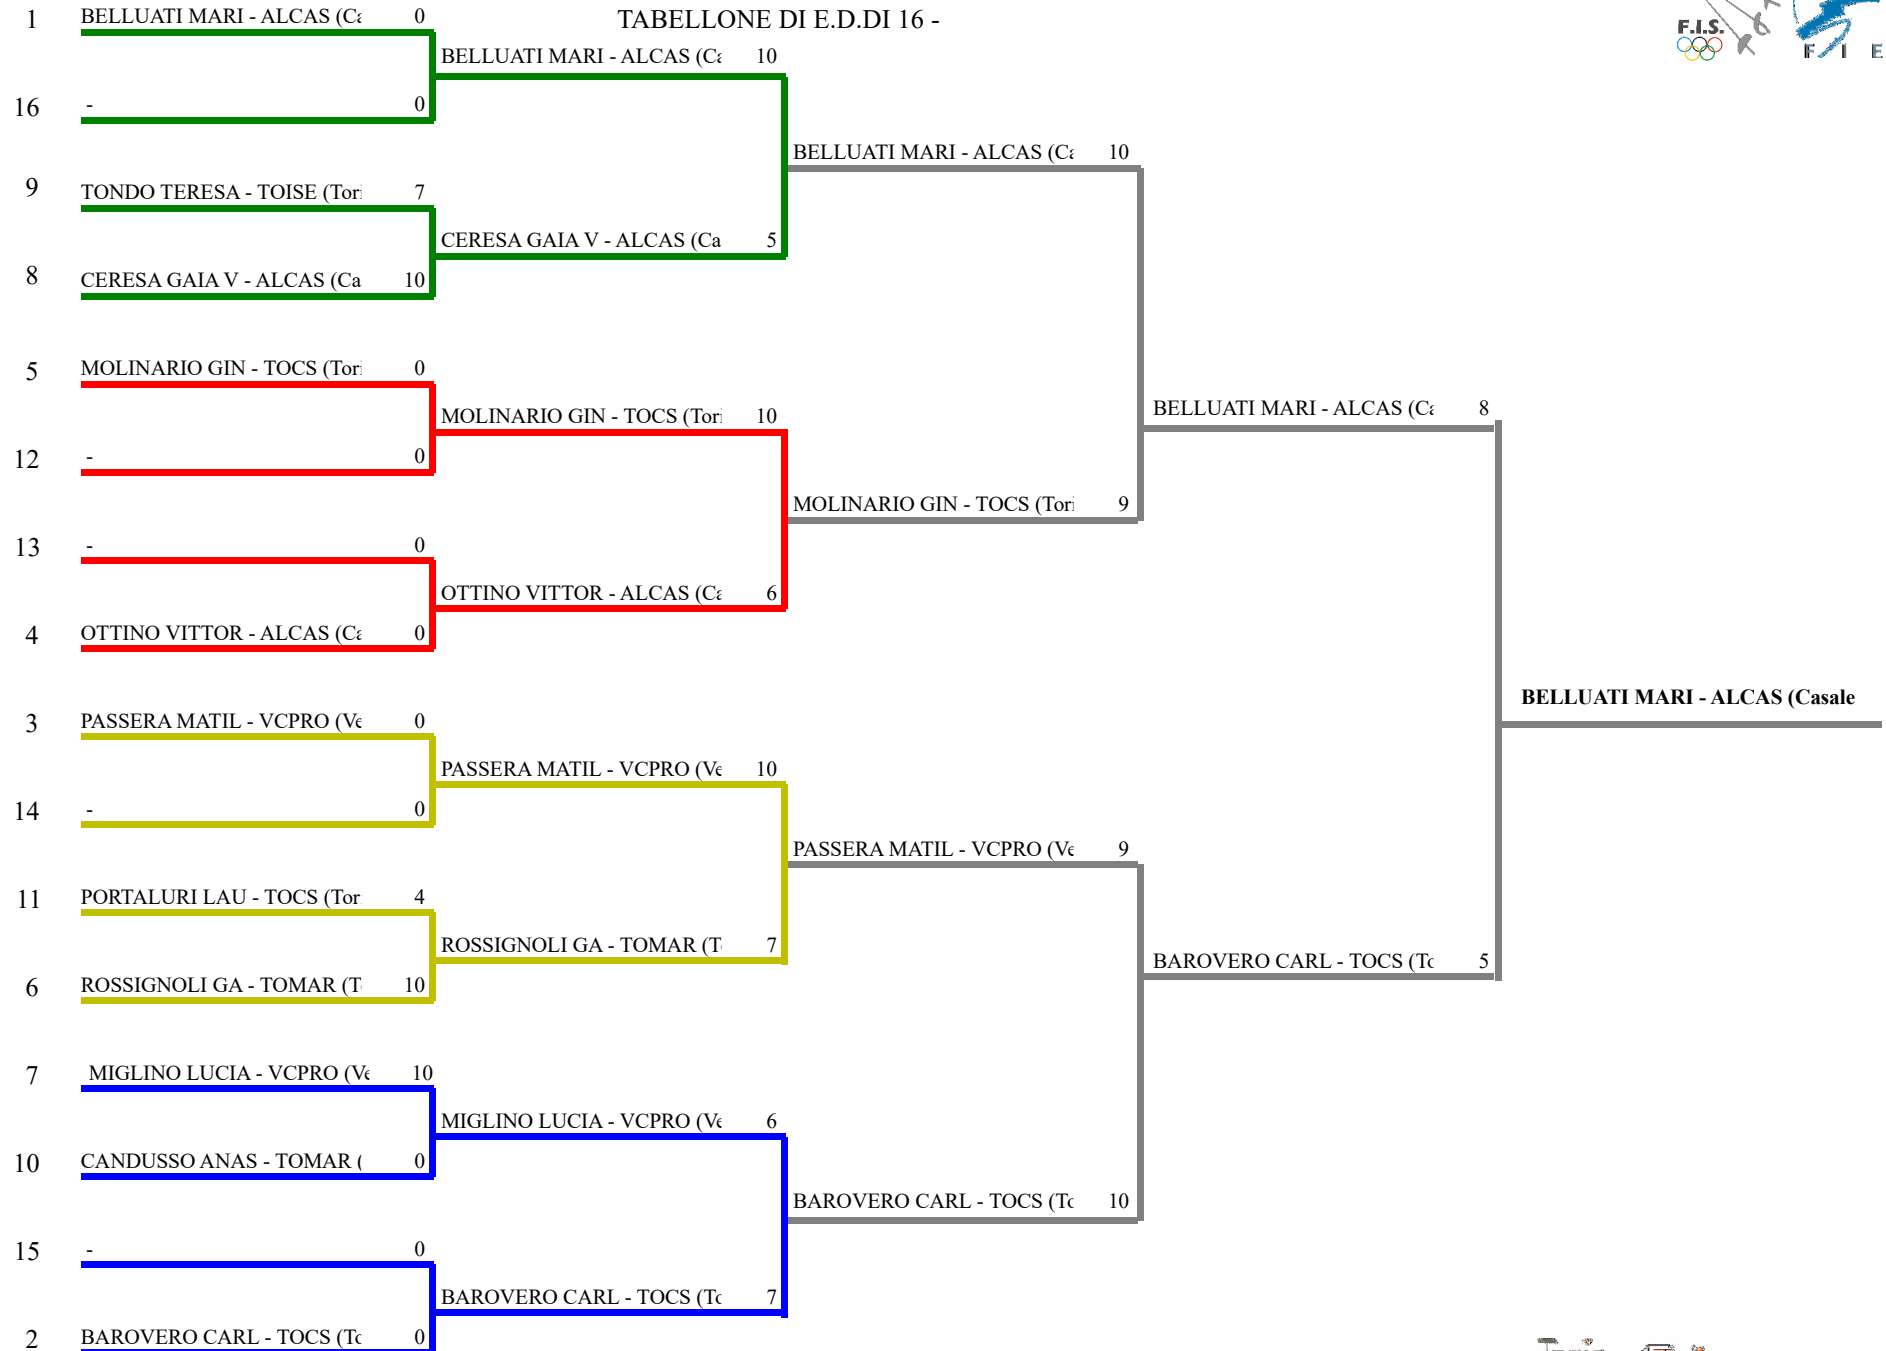 TABELLONE DI E.D.DI 16 -
F.I.S.
F I E
1 BELLUATI MARI - ALCAS (Ca 0
BELLUATI MARI - ALCAS (Ca 10
16 - 0
BELLUATI MARI - ALCAS (Ca 10
9 TONDO TERESA - TOISE (Tori 7
CERESA GAIA V - ALCAS (Ca 5
8 CERESA GAIA V - ALCAS (Ca 10
5 MOLINARIO GIN - TOCS (Tori 0
BELLUATI MARI - ALCAS (Ca 8
MOLINARIO GIN - TOCS (Tori 10
12 - 0
MOLINARIO GIN - TOCS (Tori 9
13 - 0
OTTINO VITTOR - ALCAS (Ca 6
4 OTTINO VITTOR - ALCAS (Ca 0
BELLUATI MARI - ALCAS (Casale
3 PASSERA MATIL - VCPRO (Ve 0
PASSERA MATIL - VCPRO (Ve 10
14 - 0
PASSERA MATIL - VCPRO (Ve 9
11 PORTALURI LAU - TOCS (Tor 4
ROSSIGNOLI GA - TOMAR (T 7
BAROVERO CARL - TOCS (To 5
6 ROSSIGNOLI GA - TOMAR (T 10
7 MIGLINO LUCIA - VCPRO (Ve 10
MIGLINO LUCIA - VCPRO (Ve 6
10 CANDUSSO ANAS - TOMAR ( 0
BAROVERO CARL - TOCS (To 10
15 - 0
BAROVERO CARL - TOCS (To 7
2 BAROVERO CARL - TOCS (To 0